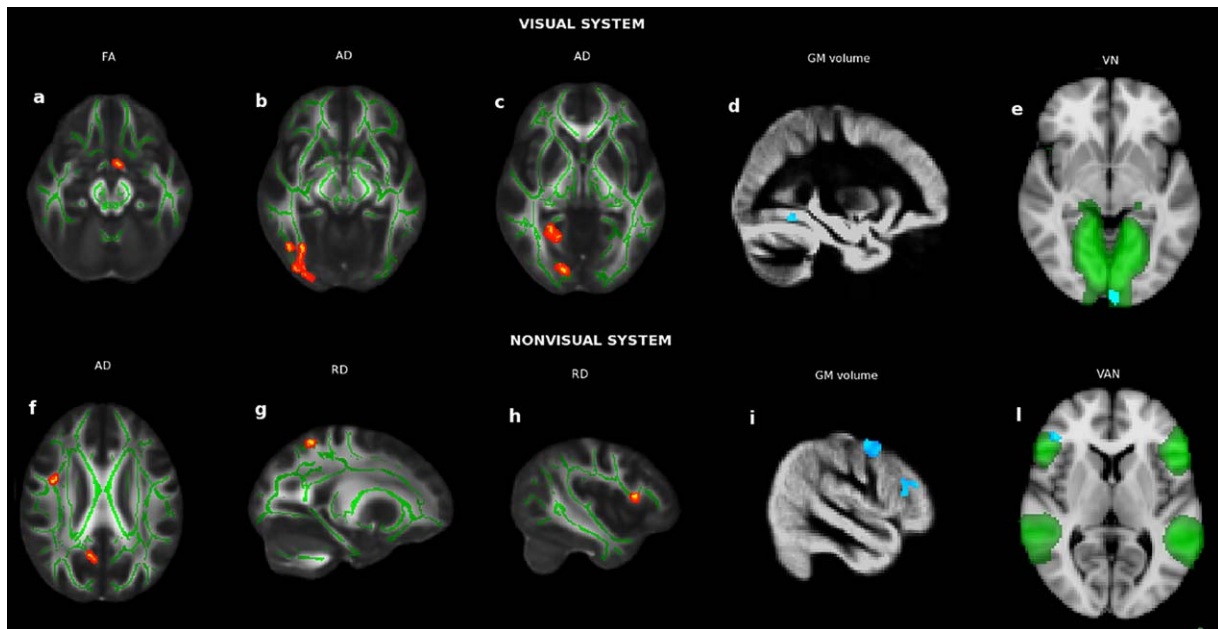 VISUAL SYSTEM
FA
AD
AD
GM volume
VN
a
b
c
d
e
NONVISUAL SYSTEM
AD
RD
RD
GM volume
VAN
f
g
h
i
l